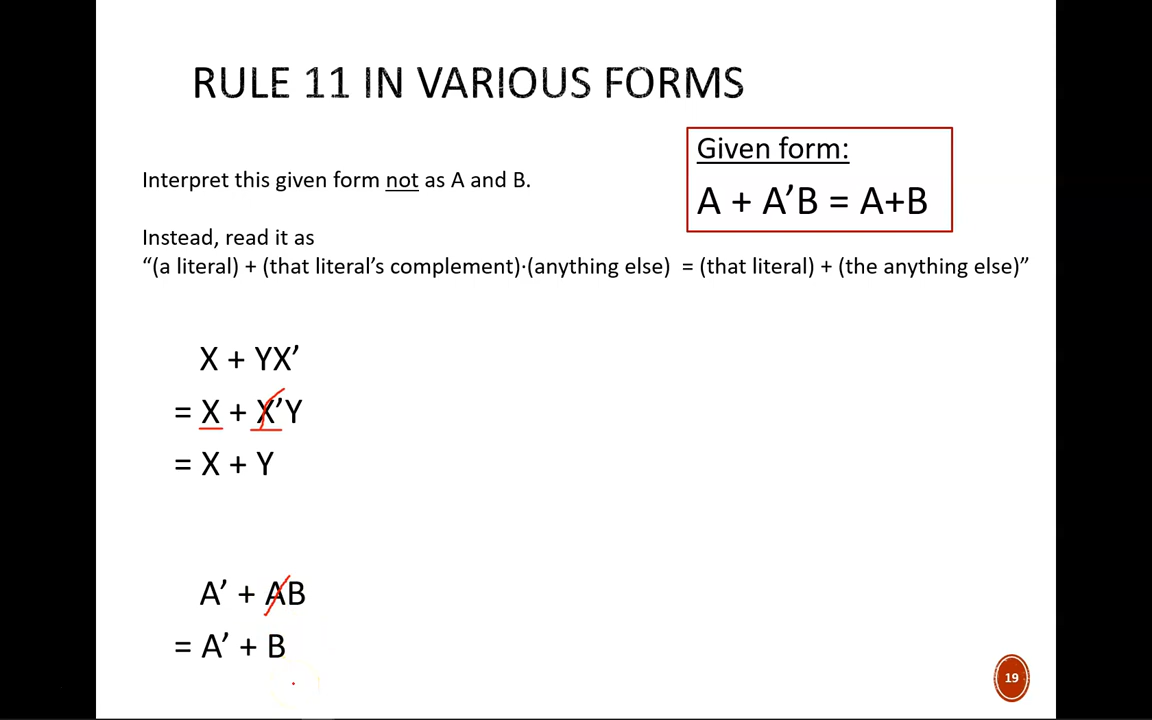 RULE 11 IN VARIOUS FORMS
Given form:
A + A’B = A+B
Interpret this given form not as A and B.
Instead, read it as
“(a literal) + (that literal’s complement)·(anything else)  = (that literal) + (the anything else)”
X + YX’
= X + X’Y
= X + Y
A’ + AB
= A’ + B
19